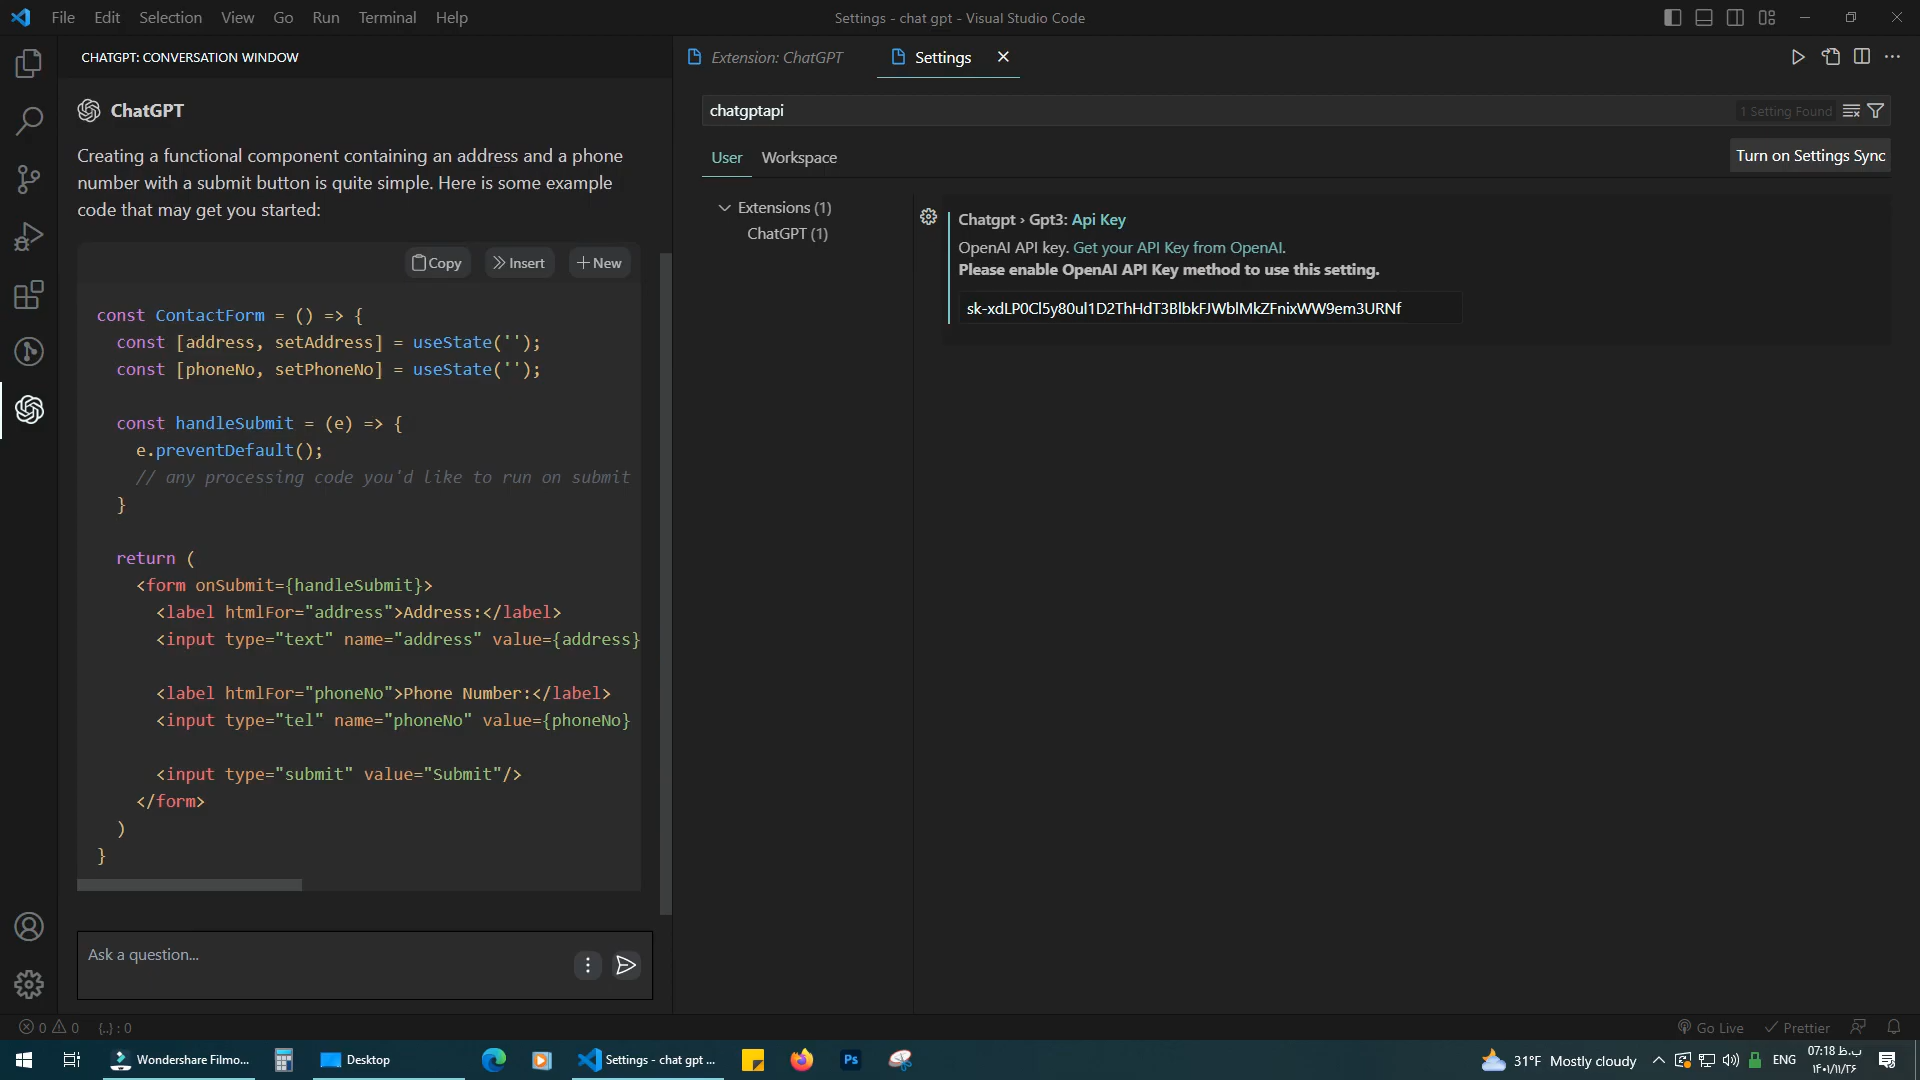 File Edit Selection View Go Run Terminal Help
Settings - chat gpt - Visual Studio Code
CHATGPT: CONVERSATION WINDOW
Extension: ChatGPT
Settings
ChatGPT
chatgptapi
1 Setting Found
Creating a functional component containing an address and a phone
number with a submit button is quite simple. Here is some example
code that may get you started:
User Workspace
Turn on Settings Sync
Extensions (1)
ChatGPT (1)
Chatgpt › Gpt3: Api Key
OpenAI API key. Get your API Key from OpenAI.
Please enable OpenAI API Key method to use this setting.
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
Copy Insert New
const ContactForm = () => {
const [address, setAddress] = useState('');
const [phoneNo, setPhoneNo] = useState('');
const handleSubmit = (e) => {
e.preventDefault();
// any processing code you'd like to run on submit
}
return (
<form onSubmit={handleSubmit}>
<label htmlFor="address">Address:</label>
<input type="text" name="address" value={address}
<label htmlFor="phoneNo">Phone Number:</label>
<input type="tel" name="phoneNo" value={phoneNo}
<input type="submit" value="Submit"/>
</form>
)
}
Ask a question...
0 0 {..} : 0
Go Live Prettier
Wondershare Filmo...
Desktop
Settings - chat gpt ...
Ps
31°F Mostly cloudy
ENG
07:18 ب.ظ
۱۴۰۱/۱۱/۲۶